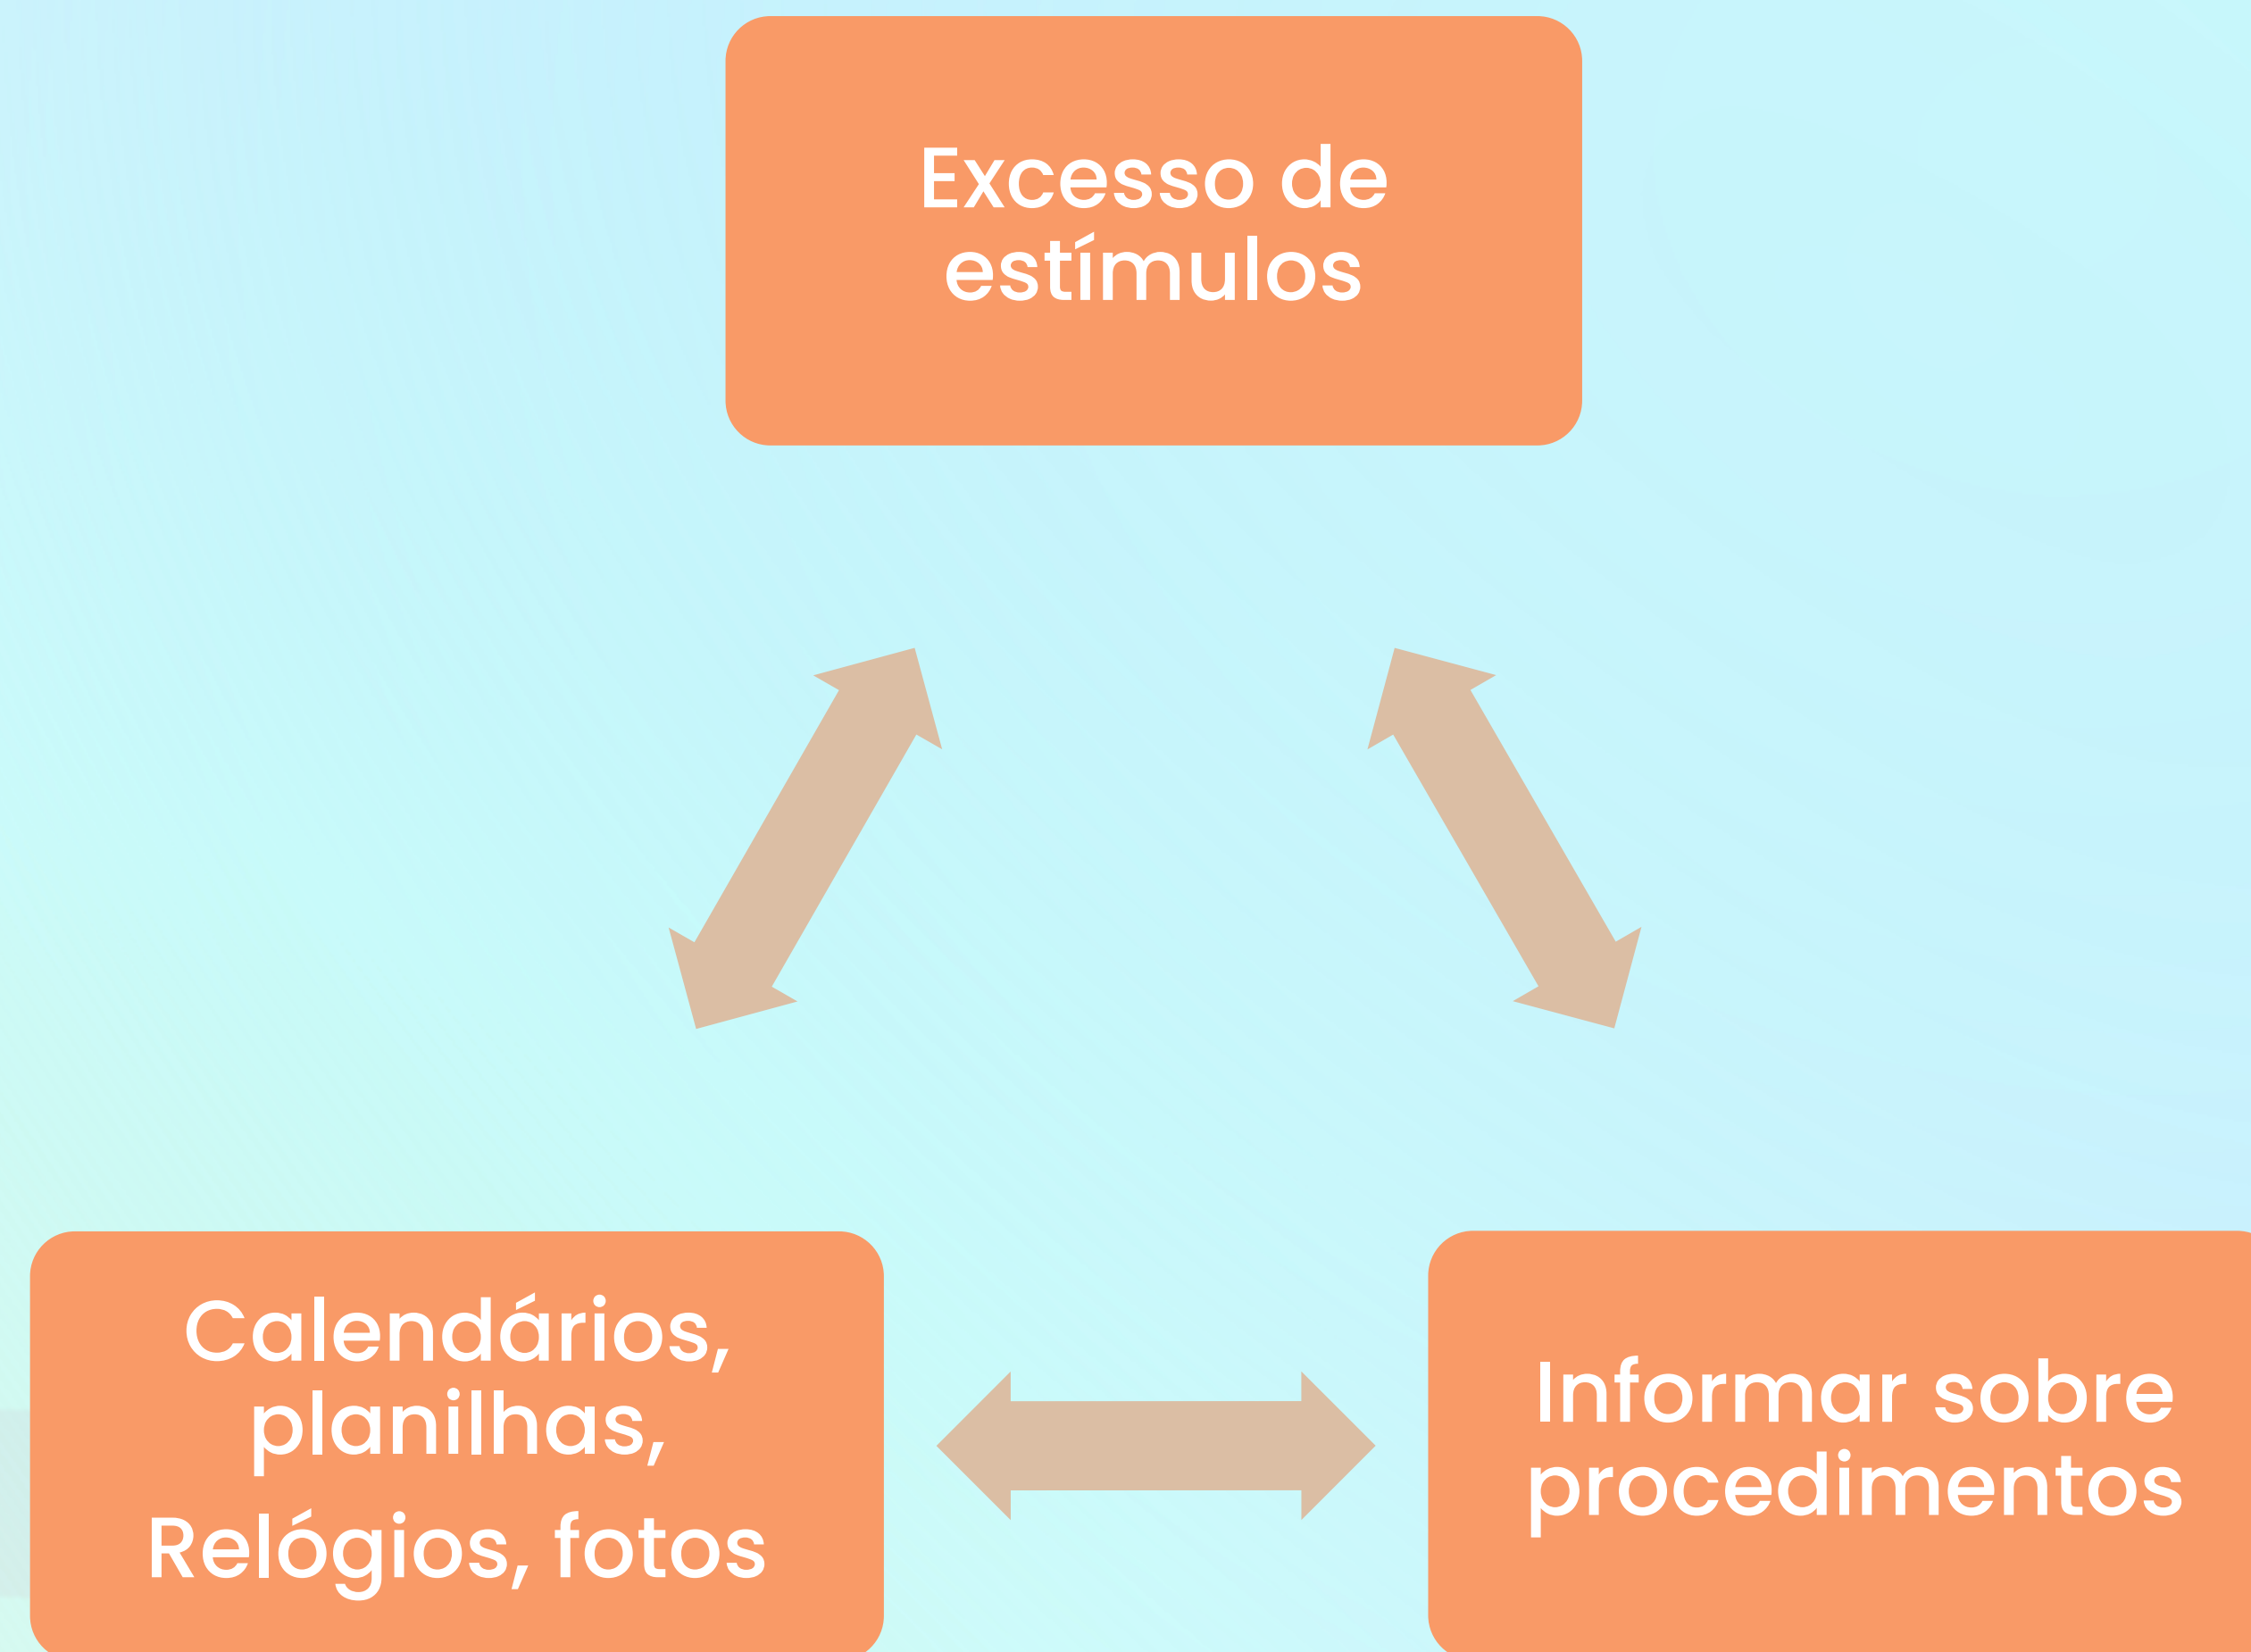 Excesso de
estímulos
Calendários,
planilhas,
Relógios, fotos
Informar sobre
procedimentos